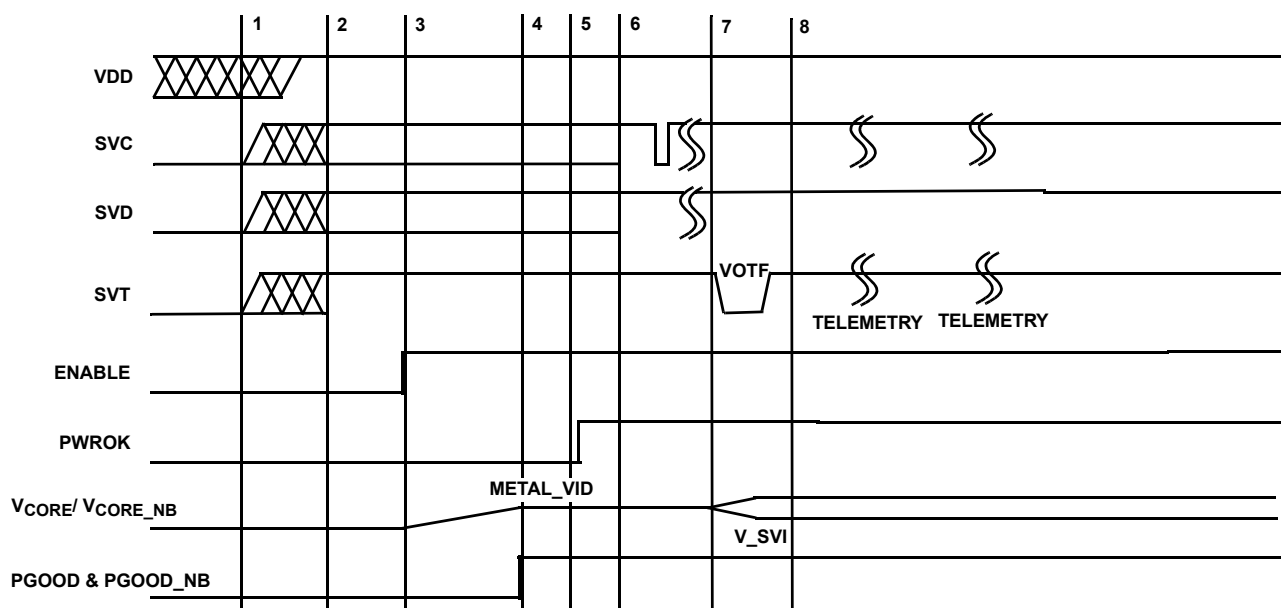 1 2 3 4 5 6 7 8
VDD
SVC
SVD
VOTF
SVT
TELEMETRY TELEMETRY
ENABLE
PWROK
METAL_VID
VCORE/ VCORE_NB
V_SVI
PGOOD & PGOOD_NB